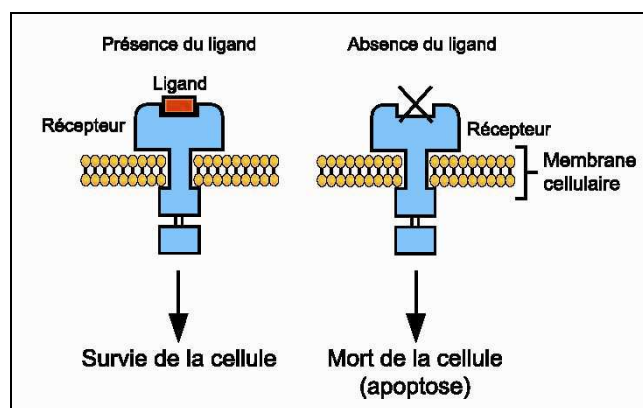 Présence du ligand
Absence du ligand
Ligand
Récepteur
Récepteur
Membrane
cellulaire
Survie de la cellule
Mort de la cellule
(apoptose)